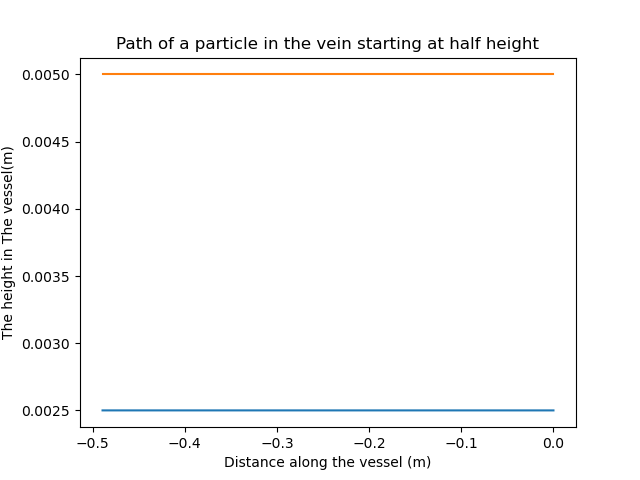 Path of a particle in the vein starting at half height
0.0050
0.0045
0.0040
0.0035
0.0030
0.0025
The height in The vessel(m)
−0.5 −0.4 −0.3 −0.2 −0.1 0.0
Distance along the vessel (m)